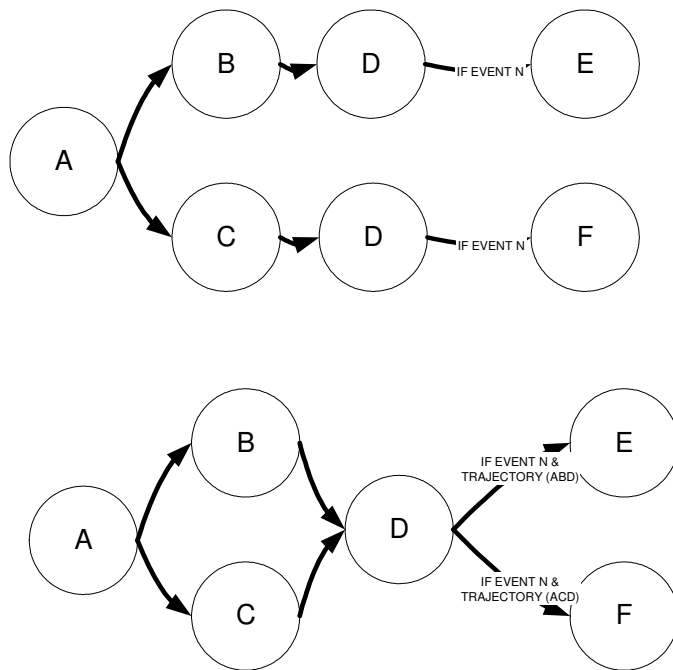 B
D
IF EVENT N
E
A
C
D
IF EVENT N
F
B
E
IF EVENT N &
TRAJECTORY (ABD)
A
D
IF EVENT N &
TRAJECTORY (ACD)
C
F